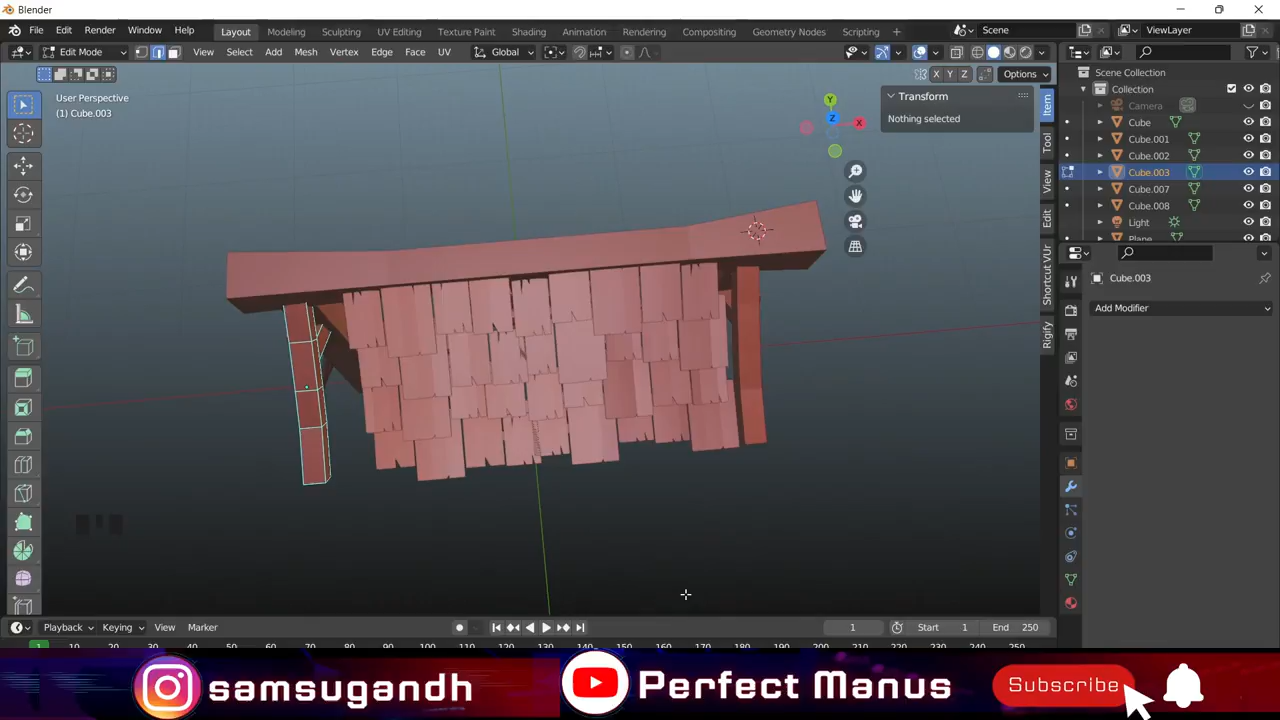 Blender
File Edit Render Window Help
Layout Modeling Sculpting UV Editing Texture Paint Shading Animation Rendering Compositing Geometry Nodes Scripting +
Scene
ViewLayer
Edit Mode View Select Add Mesh Vertex Edge Face UV
Global
X Y Z Options
User Perspective
(1) Cube.003
Transform
Nothing selected
Y
Z
X
Item
Tool
View
Edit
Shortcut VUr
Rigify
Scene Collection
Collection
Camera
Cube
Cube.001
Cube.002
Cube.003
Cube.007
Cube.008
Light
Plane
Cube.003
Add Modifier
Playback Keying View Marker
1 Start 1 End 250
1 50 60 70 80 90 100 110 120 130 140 150 160 170 180 190 200 210 220 230 240 250
samsugandh
Perfect Manus
Subscribe